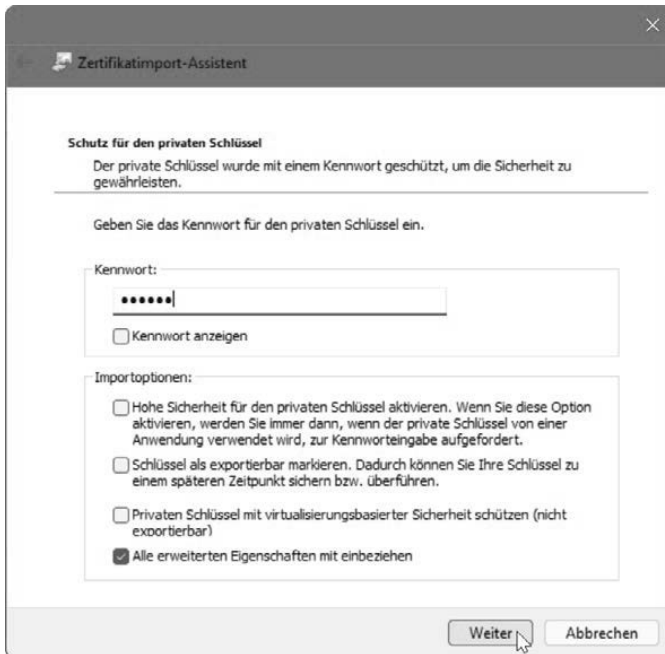 Zertifikatimport-Assistent
Schutz für den privaten Schlüssel
Der private Schlüssel wurde mit einem Kennwort geschützt, um die Sicherheit zu
gewährleisten.
Geben Sie das Kennwort für den privaten Schlüssel ein.
Kennwort:
••••••
Kennwort anzeigen
Importoptionen:
Hohe Sicherheit für den privaten Schlüssel aktivieren. Wenn Sie diese Option
aktivieren, werden Sie immer dann, wenn der private Schlüssel von einer
Anwendung verwendet wird, zur Kennworteingabe aufgefordert.
Schlüssel als exportierbar markieren. Dadurch können Sie Ihre Schlüssel zu
einem späteren Zeitpunkt sichern bzw. überführen.
Privaten Schlüssel mit virtualisierungsbasierter Sicherheit schützen (nicht
exportierbar)
Alle erweiterten Eigenschaften mit einbeziehen
Weiter Abbrechen